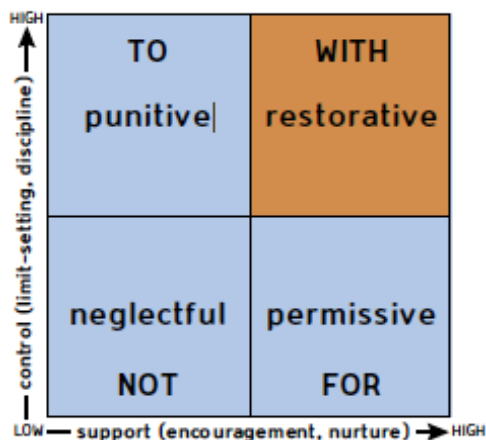 HIGH
TO
WITH
punitive
restorative
control (limit-setting, discipline)
neglectful
permissive
NOT
FOR
LOW
support (encouragement, nurture)
HIGH